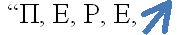 “П, Е, Р, Е,